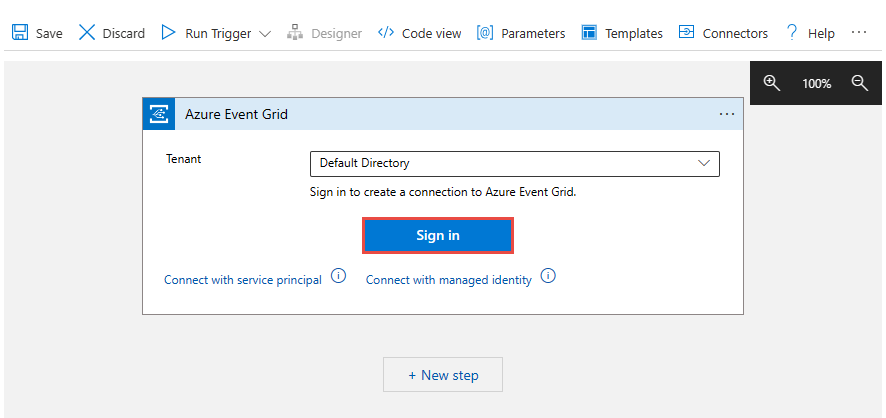 Save Discard Run Trigger Designer Code view Parameters Templates Connectors Help
100%
Azure Event Grid
Tenant
Default Directory
Sign in to create a connection to Azure Event Grid.
Sign in
Connect with service principal Connect with managed identity
+ New step